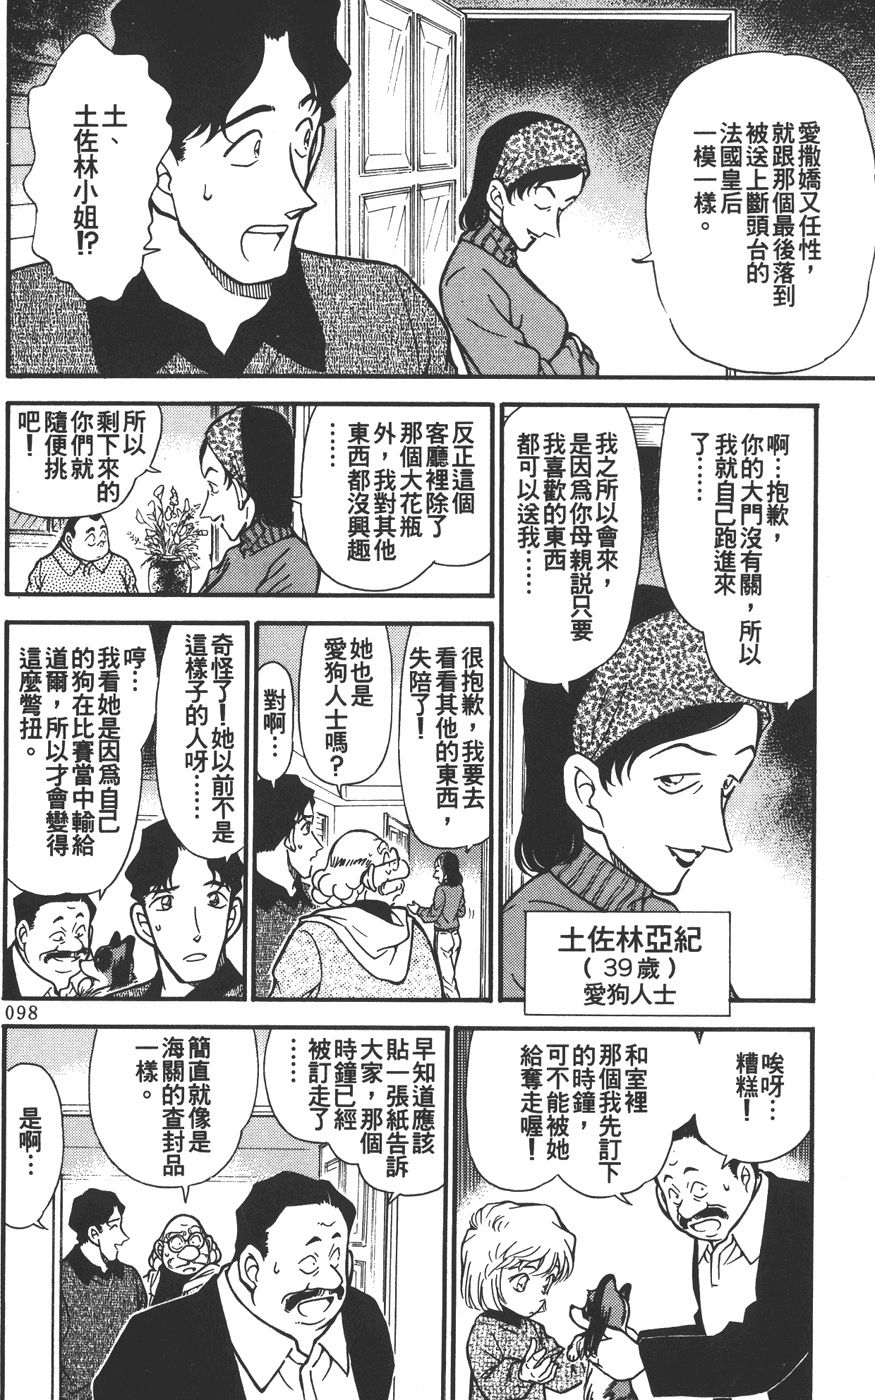 愛撒嬌又任性，
就跟那個最後落到
被送上斷頭台的
法國皇后
一模一樣。
土、
土佐林小姐!?
啊…抱歉，
你的大門沒有關，所以
我就自己跑進來
了……
我之所以會來，
是因為你母親說只要
我喜歡的東西
都可以送我……
土佐林亞紀
（39歲）
愛狗人士
反正這個
客廳裡除了
那個大花瓶
外，我對其他
東西都沒興趣
……
所以
剩下來的
你們就
隨便挑
吧！
很抱歉，我要去
看看其他的東西，
失陪了！
她也是
愛狗人士嗎？
對啊…
奇怪了！她以前不是
這樣子的人呀……
哼…
我看她是因為自己
的狗在比賽當中輸給
道爾，所以才會變得
這麼彆扭。
098
唉呀…
糟糕！
和室裡
那個我先訂下
的時鐘，
可不能被她
給奪走喔！
早知道應該
貼一張紙告訴
大家，那個
時鐘已經
被訂走了
……
簡直就像是
海關的查封品
一樣。
是啊…